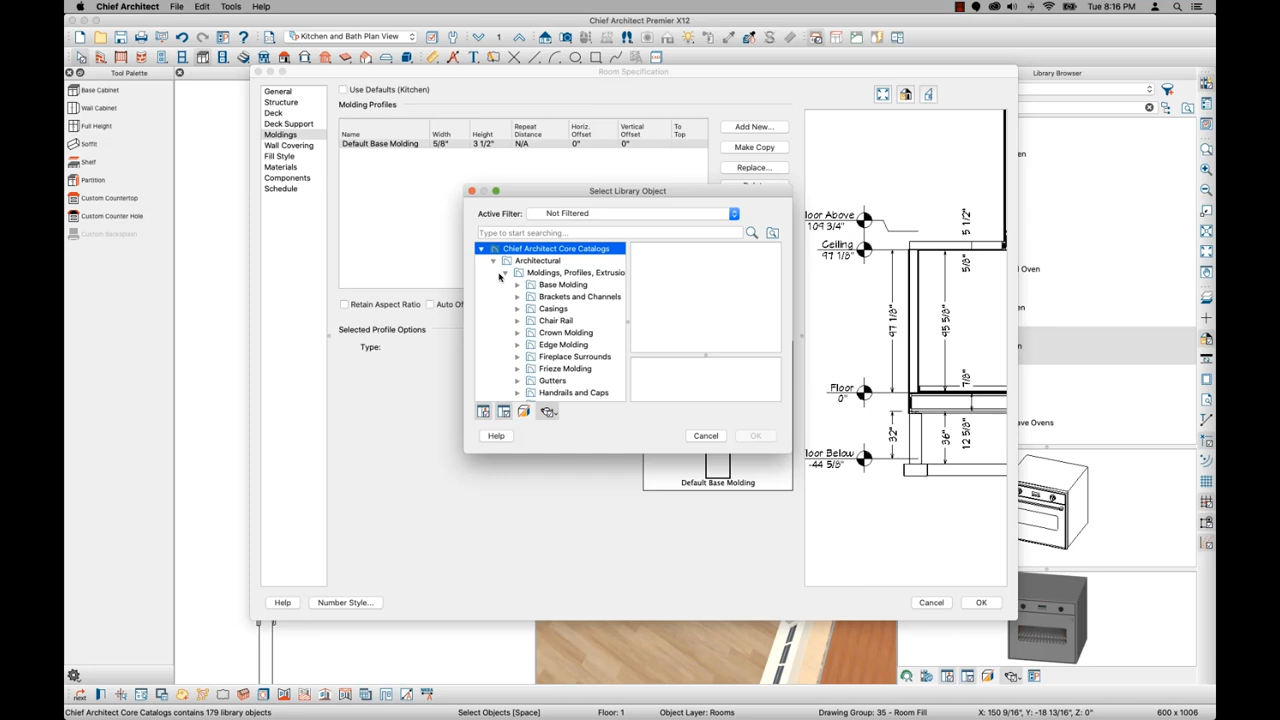 Chief Architect File Edit Tools Help
Tue 8:16 PM
Chief Architect Premier X12
Kitchen and Bath Plan View
1
Tool Palette
Room Specification
Library Browser
Base Cabinet
Wall Cabinet
Full Height
Soffit
Shelf
Partition
Custom Countertop
Custom Counter Hole
Custom Backsplash
General
Structure
Deck
Deck Support
Moldings
Wall Covering
Fill Style
Materials
Components
Schedule
Use Defaults (Kitchen)
Molding Profiles
Name Width Height Repeat Distance Horiz. Offset Vertical Offset To Top
Default Base Molding 5/8" 3 1/2" N/A 0" 0"
Add New...
Make Copy
Replace...
Retain Aspect Ratio Auto Of
Selected Profile Options
Type:
Select Library Object
Active Filter: Not Filtered
Type to start searching...
Chief Architect Core Catalogs
Architectural
Moldings, Profiles, Extrusio
Base Molding
Brackets and Channels
Casings
Chair Rail
Crown Molding
Edge Molding
Fireplace Surrounds
Frieze Molding
Gutters
Handrails and Caps
Help Cancel OK
Default Base Molding
loor Above
109 3/4"
Ceiling
97 1/8"
Floor
0"
loor Below
-44 5/8"
5 1/2"
5/8"
97 1/8"
95 5/8"
7/8"
32"
36"
12 5/8"
en
d Oven
en
ave Ovens
Help Number Style... Cancel OK
Chief Architect Core Catalogs contains 179 library objects
Select Objects [Space]
Floor: 1
Object Layer: Rooms
Drawing Group: 35 - Room Fill
X: 150 9/16", Y: -18 13/16", Z: 0"
600 x 1006